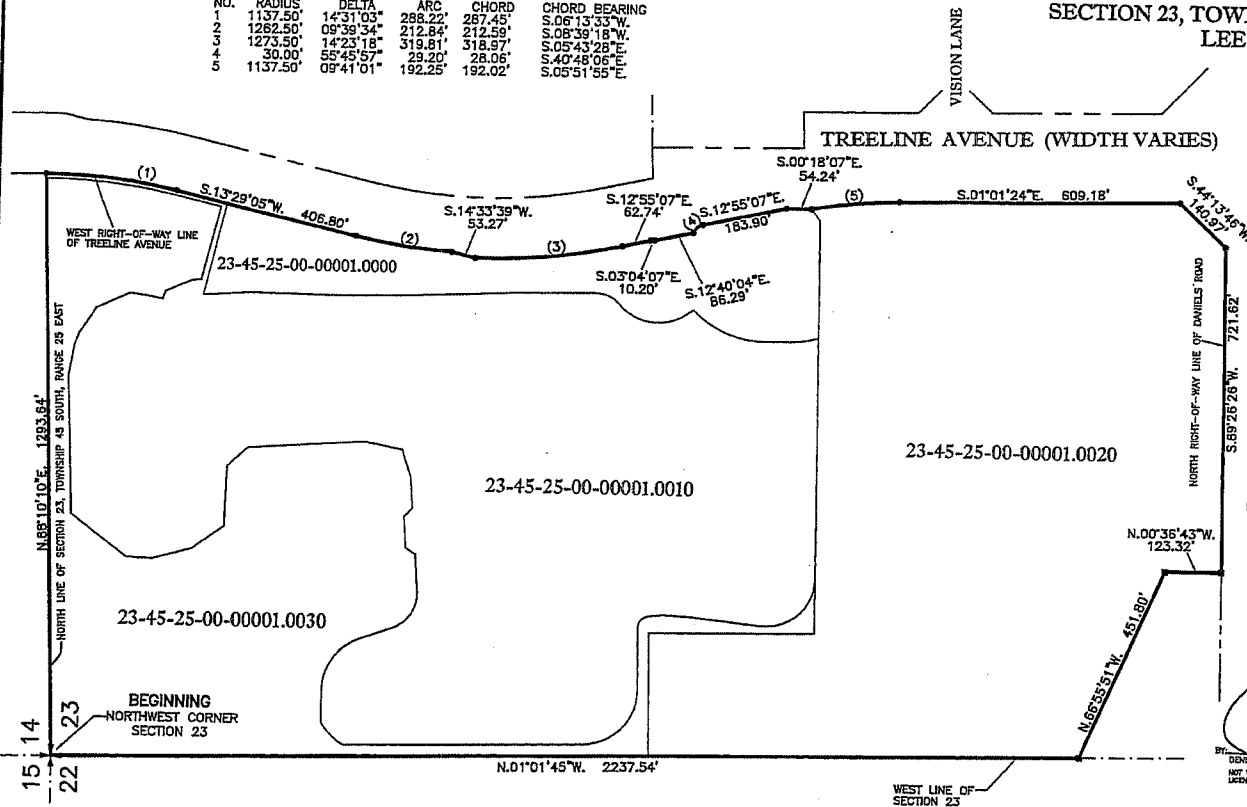 NO. RADIUS DELTA ARC CHORD CHORD BEARING
1 1137.50' 14°31'03" 288.22' 287.45' S.06°13'33"W.
2 1262.50' 09°39'34" 212.84' 212.59' S.08°39'18"W.
3 1273.50' 14°23'18" 319.81' 318.97' S.05°43'28"E.
4 30.00' 55°45'57" 29.20' 28.06' S.40°48'06"E.
5 1137.50' 09°41'01" 192.25' 192.02' S.05°51'55"E.
SECTION 23, TOW
LEE
VISION LANE
TREELINE AVENUE (WIDTH VARIES)
(1)
S.13°29'05"W. 406.80'
WEST RIGHT-OF-WAY LINE
OF TREELINE AVENUE
(2)
S.14°33'39"W.
53.27'
(3)
S.12°55'07"E.
62.74'
(4)
S.12°55'07"E.
183.90'
S.00°18'07"E.
54.24'
(5)
S.01°01'24"E. 609.18'
S.44°13'46"W.
140.97'
S.03°04'07"E.
10.20'
S.12°40'04"E.
86.29'
23-45-25-00-00001.0000
NORTH RIGHT-OF-WAY LINE OF DANIELS ROAD
S.89°26'26"W. 721.62'
N.88°10'10"E. 1293.64'
NORTH LINE OF SECTION 23, TOWNSHIP 45 SOUTH, RANGE 25 EAST
23-45-25-00-00001.0020
23-45-25-00-00001.0010
N.00°36'43"W.
123.32'
23-45-25-00-00001.0030
N.66°55'51"W. 451.80'
BEGINNING
NORTHWEST CORNER
SECTION 23
14
23
15
22
N.01°01'45"W. 2237.54'
WEST LINE OF
SECTION 23
BY: